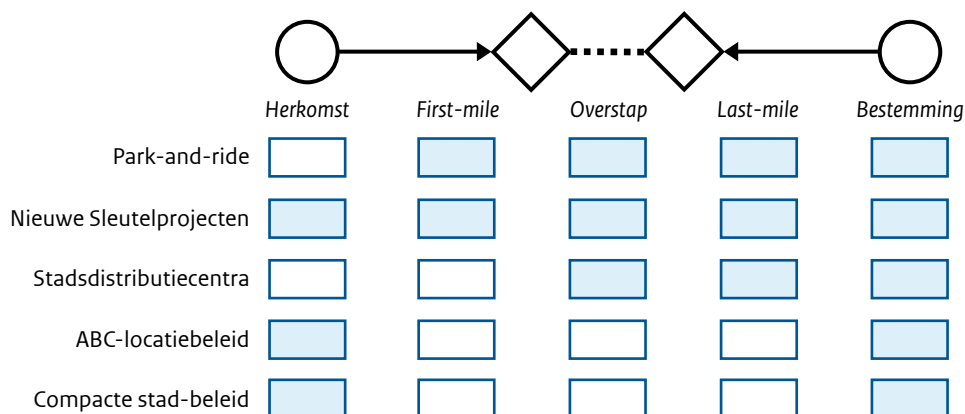 Herkomst First-mile Overstap Last-mile Bestemming
Park-and-ride
Nieuwe Sleutelprojecten
Stadsdistributiecentra
ABC-locatiebeleid
Compacte stad-beleid